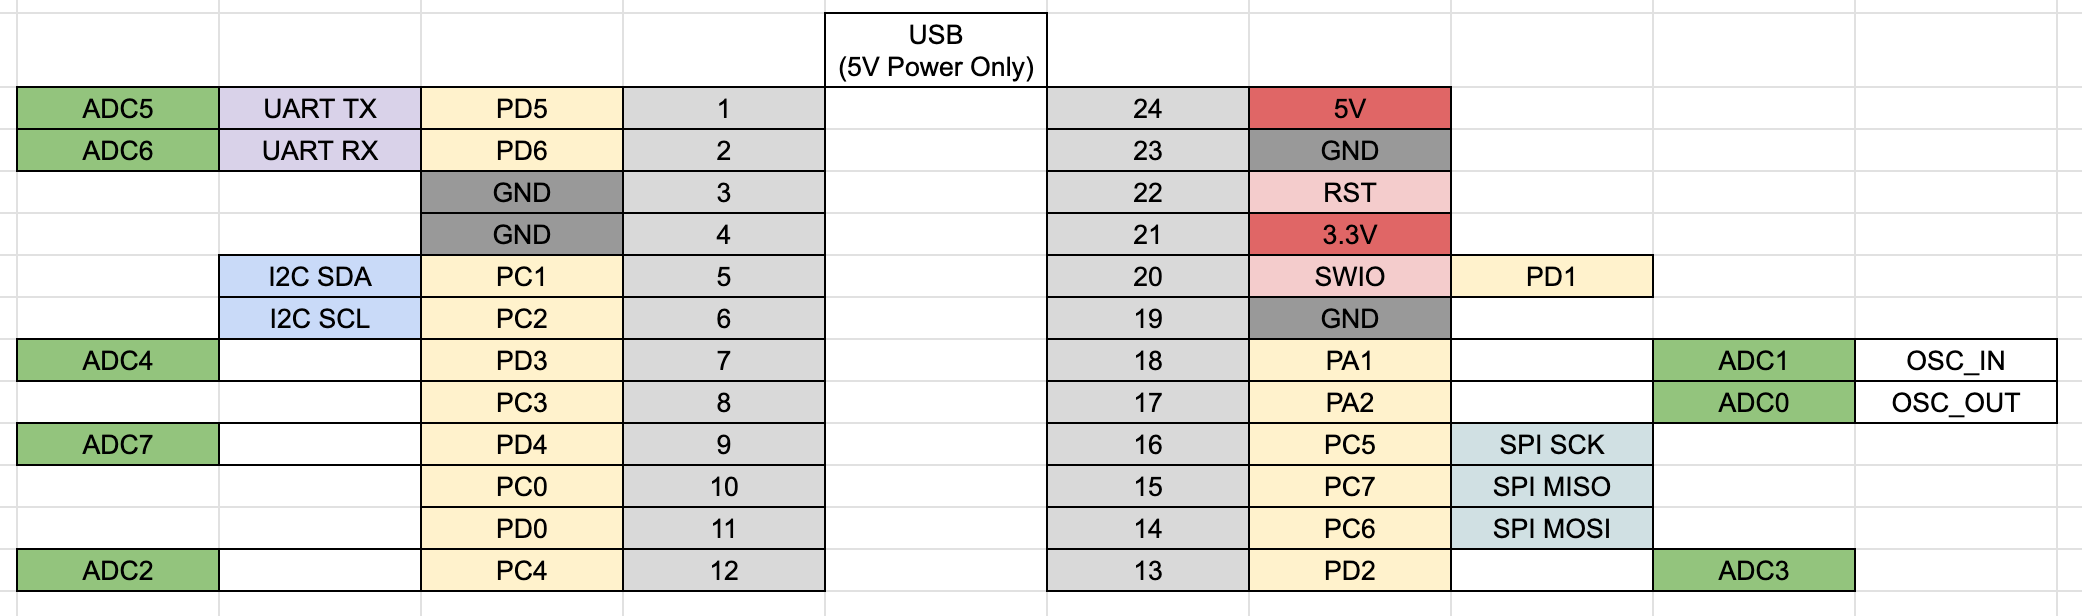 USB
(5V Power Only)
ADC5 UART TX PD5 1 24 5V
ADC6 UART RX PD6 2 23 GND
GND 3 22 RST
GND 4 21 3.3V
I2C SDA PC1 5 20 SWIO PD1
I2C SCL PC2 6 19 GND
ADC4 PD3 7 18 PA1 ADC1 OSC_IN
PC3 8 17 PA2 ADC0 OSC_OUT
ADC7 PD4 9 16 PC5 SPI SCK
PC0 10 15 PC7 SPI MISO
PD0 11 14 PC6 SPI MOSI
ADC2 PC4 12 13 PD2 ADC3